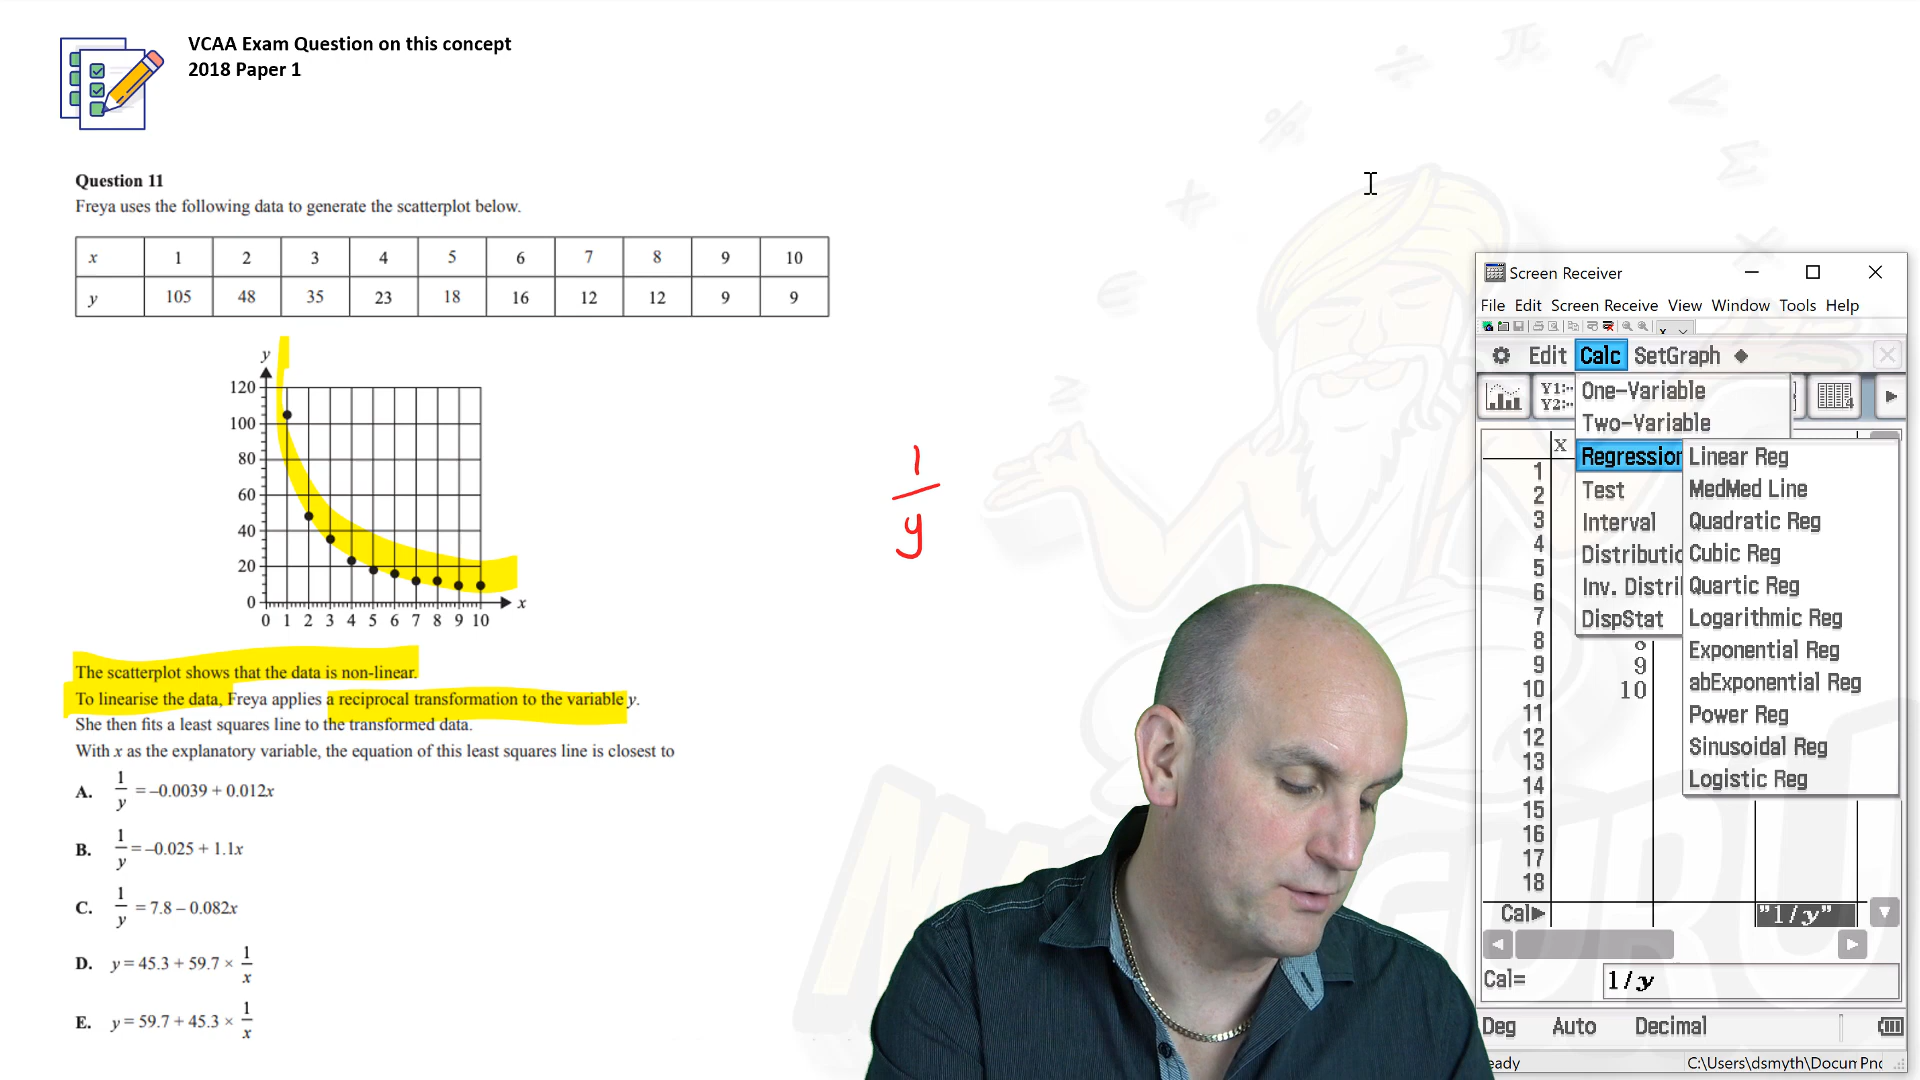 VCAA Exam Question on this concept
2018 Paper 1
Question 11
Freya uses the following data to generate the scatterplot below.
x 1 2 3 4 5 6 7 8 9 10
y 105 48 35 23 18 16 12 12 9 9
y
120
100
80
60
40
20
0
x
0 1 2 3 4 5 6 7 8 9 10
The scatterplot shows that the data is non-linear.
To linearise the data, Freya applies a reciprocal transformation to the variable y.
She then fits a least squares line to the transformed data.
With x as the explanatory variable, the equation of this least squares line is closest to
A. 1/y = –0.0039 + 0.012x
B. 1/y = –0.025 + 1.1x
C. 1/y = 7.8 – 0.082x
D. y = 45.3 + 59.7 × 1/x
E. y = 59.7 + 45.3 × 1/x
1
y
Screen Receiver
File Edit Screen Receive View Window Tools Help
Edit Calc SetGraph
Y1:
Y2:
One-Variable
Two-Variable
X
Regression
Test
Interval
Distributio
Inv. Distri
DispStat
Linear Reg
MedMed Line
Quadratic Reg
Cubic Reg
Quartic Reg
Logarithmic Reg
Exponential Reg
abExponential Reg
Power Reg
Sinusoidal Reg
Logistic Reg
1
2
3
4
5
6
7
8 8
9 9
10 10
11
12
13
14
15
16
17
18
Cal▶ "1/y"
Cal= 1/y
Deg Auto Decimal
eady C:\Users\dsmyth\Docum